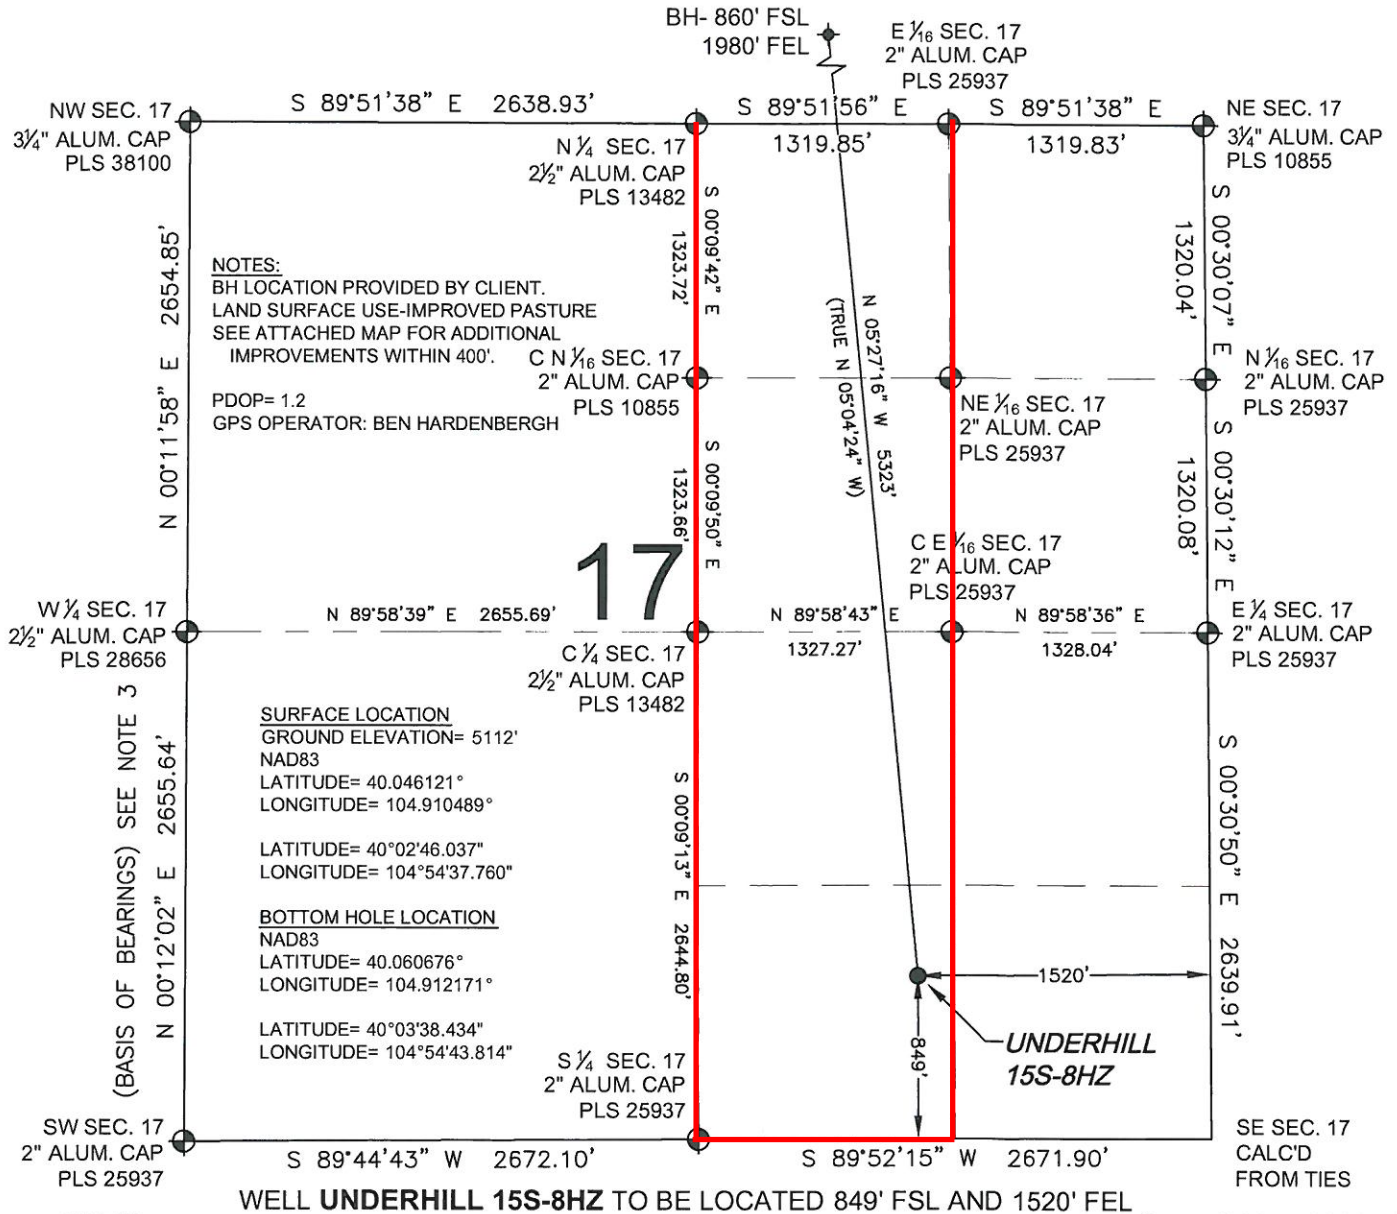 BH- 860' FSL
1980' FEL
E 1/16 SEC. 17
2" ALUM. CAP
PLS 25937
NW SEC. 17
3¼" ALUM. CAP
PLS 38100
S 89°51'38" E 2638.93'
S 89°51'56" E
1319.85'
S 89°51'38" E
1319.83'
NE SEC. 17
3¼" ALUM. CAP
PLS 10855
N ¼ SEC. 17
2½" ALUM. CAP
PLS 13482
N 00°11'58" E 2654.85'
S 00°09'42" E
1323.72'
S 00°30'07" E
1320.04'
NOTES:
BH LOCATION PROVIDED BY CLIENT.
LAND SURFACE USE-IMPROVED PASTURE
SEE ATTACHED MAP FOR ADDITIONAL
IMPROVEMENTS WITHIN 400'.
PDOP= 1.2
GPS OPERATOR: BEN HARDENBERGH
C N 1/16 SEC. 17
2" ALUM. CAP
PLS 10855
N 05°27'16" W 5323'
(TRUE N 05°04'24" W)
NE 1/16 SEC. 17
2" ALUM. CAP
PLS 25937
N 1/16 SEC. 17
2" ALUM. CAP
PLS 25937
S 00°09'50" E
1323.66'
S 00°30'12" E
1320.08'
17
C E 1/16 SEC. 17
2" ALUM. CAP
PLS 25937
W ¼ SEC. 17
2½" ALUM. CAP
PLS 28656
N 89°58'39" E 2655.69'
N 89°58'43" E
1327.27'
N 89°58'36" E
1328.04'
E ¼ SEC. 17
2" ALUM. CAP
PLS 25937
C ¼ SEC. 17
2½" ALUM. CAP
PLS 13482
(BASIS OF BEARINGS) SEE NOTE 3
N 00°12'02" E 2655.64'
SURFACE LOCATION
GROUND ELEVATION= 5112'
NAD83
LATITUDE= 40.046121°
LONGITUDE= 104.910489°
LATITUDE= 40°02'46.037"
LONGITUDE= 104°54'37.760"
BOTTOM HOLE LOCATION
NAD83
LATITUDE= 40.060676°
LONGITUDE= 104.912171°
LATITUDE= 40°03'38.434"
LONGITUDE= 104°54'43.814"
S 00°09'13" E 2644.80'
S 00°30'50" E 2639.91'
1520'
849'
UNDERHILL
15S-8HZ
S ¼ SEC. 17
2" ALUM. CAP
PLS 25937
SW SEC. 17
2" ALUM. CAP
PLS 25937
S 89°44'43" W 2672.10'
S 89°52'15" W 2671.90'
SE SEC. 17
CALC'D
FROM TIES
WELL UNDERHILL 15S-8HZ TO BE LOCATED 849' FSL AND 1520' FEL